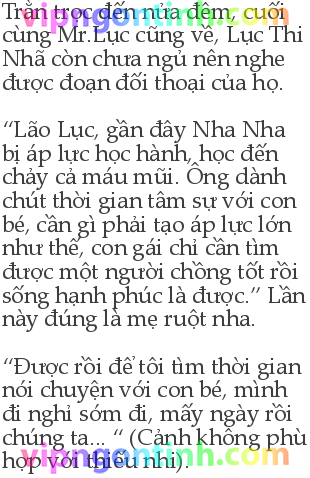 Trằn trọc đến nửa đêm, cuối
vipngontinh.com
cùng Mr.Lục cũng về, Lục Thi
Nhã còn chưa ngủ nên nghe
được đoạn đối thoại của họ.
“Lão Lục, gần đây Nha Nha
bị áp lực học hành, học đến
chảy cả máu mũi. Ông dành
chút thời gian tâm sự với con
bé, cần gì phải tạo áp lực lớn
như thế, con gái chỉ cần tìm
được một người chồng tốt rồi
sống hạnh phúc là được.” Lần
này đúng là mẹ ruột nha.
“Được rồi để tôi tìm thời gian
nói chuyện với con bé, mình
đi nghỉ sớm đi, mấy ngày rồi
chúng ta... “ (Cảnh không phù
hợp với thiếu nhi).
vipngontinh.com